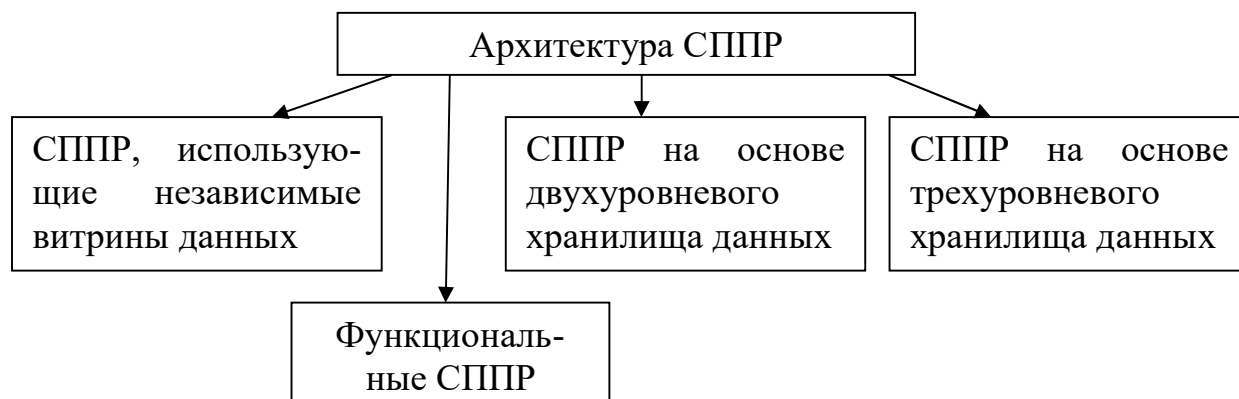 Архитектура СППР
СППР, использую-
щие независимые
витрины данных
СППР на основе
двухуровневого
хранилища данных
СППР на основе
трехуровневого
хранилища данных
Функциональ-
ные СППР